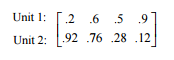 Unit 1: .2 .6 .5 .9
Unit 2: .92 .76 .28 .12